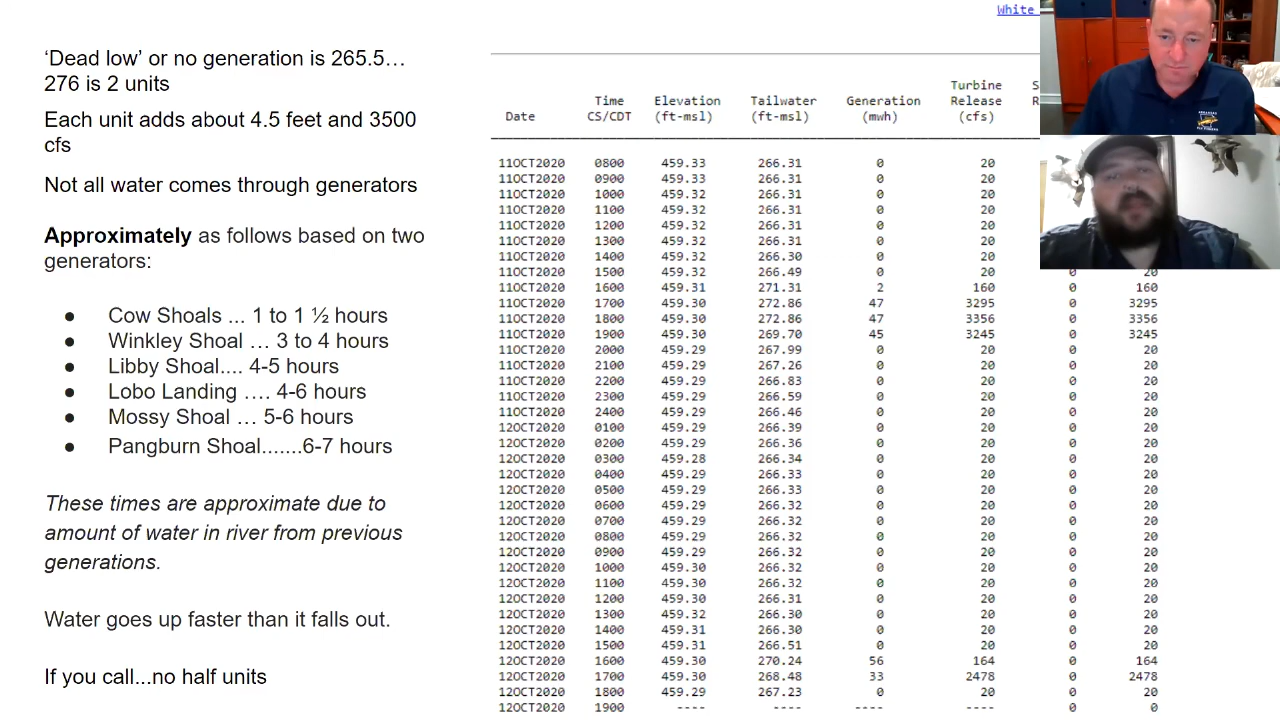 White
‘Dead low’ or no generation is 265.5…
276 is 2 units
Each unit adds about 4.5 feet and 3500
cfs
Not all water comes through generators
Approximately as follows based on two
generators:
● Cow Shoals ... 1 to 1 ½ hours
● Winkley Shoal … 3 to 4 hours
● Libby Shoal.... 4-5 hours
● Lobo Landing …. 4-6 hours
● Mossy Shoal … 5-6 hours
● Pangburn Shoal.......6-7 hours
These times are approximate due to
amount of water in river from previous
generations.
Water goes up faster than it falls out.
If you call...no half units
Turbine S
Time Elevation Tailwater Generation Release R
Date CS/CDT (ft-msl) (ft-msl) (mwh) (cfs)
11OCT2020 0800 459.33 266.31 0 20
11OCT2020 0900 459.33 266.31 0 20
11OCT2020 1000 459.32 266.31 0 20
11OCT2020 1100 459.32 266.31 0 20
11OCT2020 1200 459.32 266.31 0 20
11OCT2020 1300 459.32 266.31 0 20
11OCT2020 1400 459.32 266.30 0 20
11OCT2020 1500 459.32 266.49 0 20 0 20
11OCT2020 1600 459.31 271.31 2 160 0 160
11OCT2020 1700 459.30 272.86 47 3295 0 3295
11OCT2020 1800 459.30 272.86 47 3356 0 3356
11OCT2020 1900 459.30 269.70 45 3245 0 3245
11OCT2020 2000 459.29 267.99 0 20 0 20
11OCT2020 2100 459.29 267.26 0 20 0 20
11OCT2020 2200 459.29 266.83 0 20 0 20
11OCT2020 2300 459.29 266.59 0 20 0 20
11OCT2020 2400 459.29 266.46 0 20 0 20
12OCT2020 0100 459.29 266.39 0 20 0 20
12OCT2020 0200 459.29 266.36 0 20 0 20
12OCT2020 0300 459.28 266.34 0 20 0 20
12OCT2020 0400 459.29 266.33 0 20 0 20
12OCT2020 0500 459.29 266.33 0 20 0 20
12OCT2020 0600 459.29 266.32 0 20 0 20
12OCT2020 0700 459.29 266.32 0 20 0 20
12OCT2020 0800 459.29 266.32 0 20 0 20
12OCT2020 0900 459.29 266.32 0 20 0 20
12OCT2020 1000 459.30 266.32 0 20 0 20
12OCT2020 1100 459.30 266.32 0 20 0 20
12OCT2020 1200 459.30 266.31 0 20 0 20
12OCT2020 1300 459.32 266.30 0 20 0 20
12OCT2020 1400 459.31 266.30 0 20 0 20
12OCT2020 1500 459.31 266.51 0 20 0 20
12OCT2020 1600 459.30 270.24 56 164 0 164
12OCT2020 1700 459.30 268.48 33 2478 0 2478
12OCT2020 1800 459.29 267.23 0 20 0 20
12OCT2020 1900 ---- ---- ---- ---- 0 0